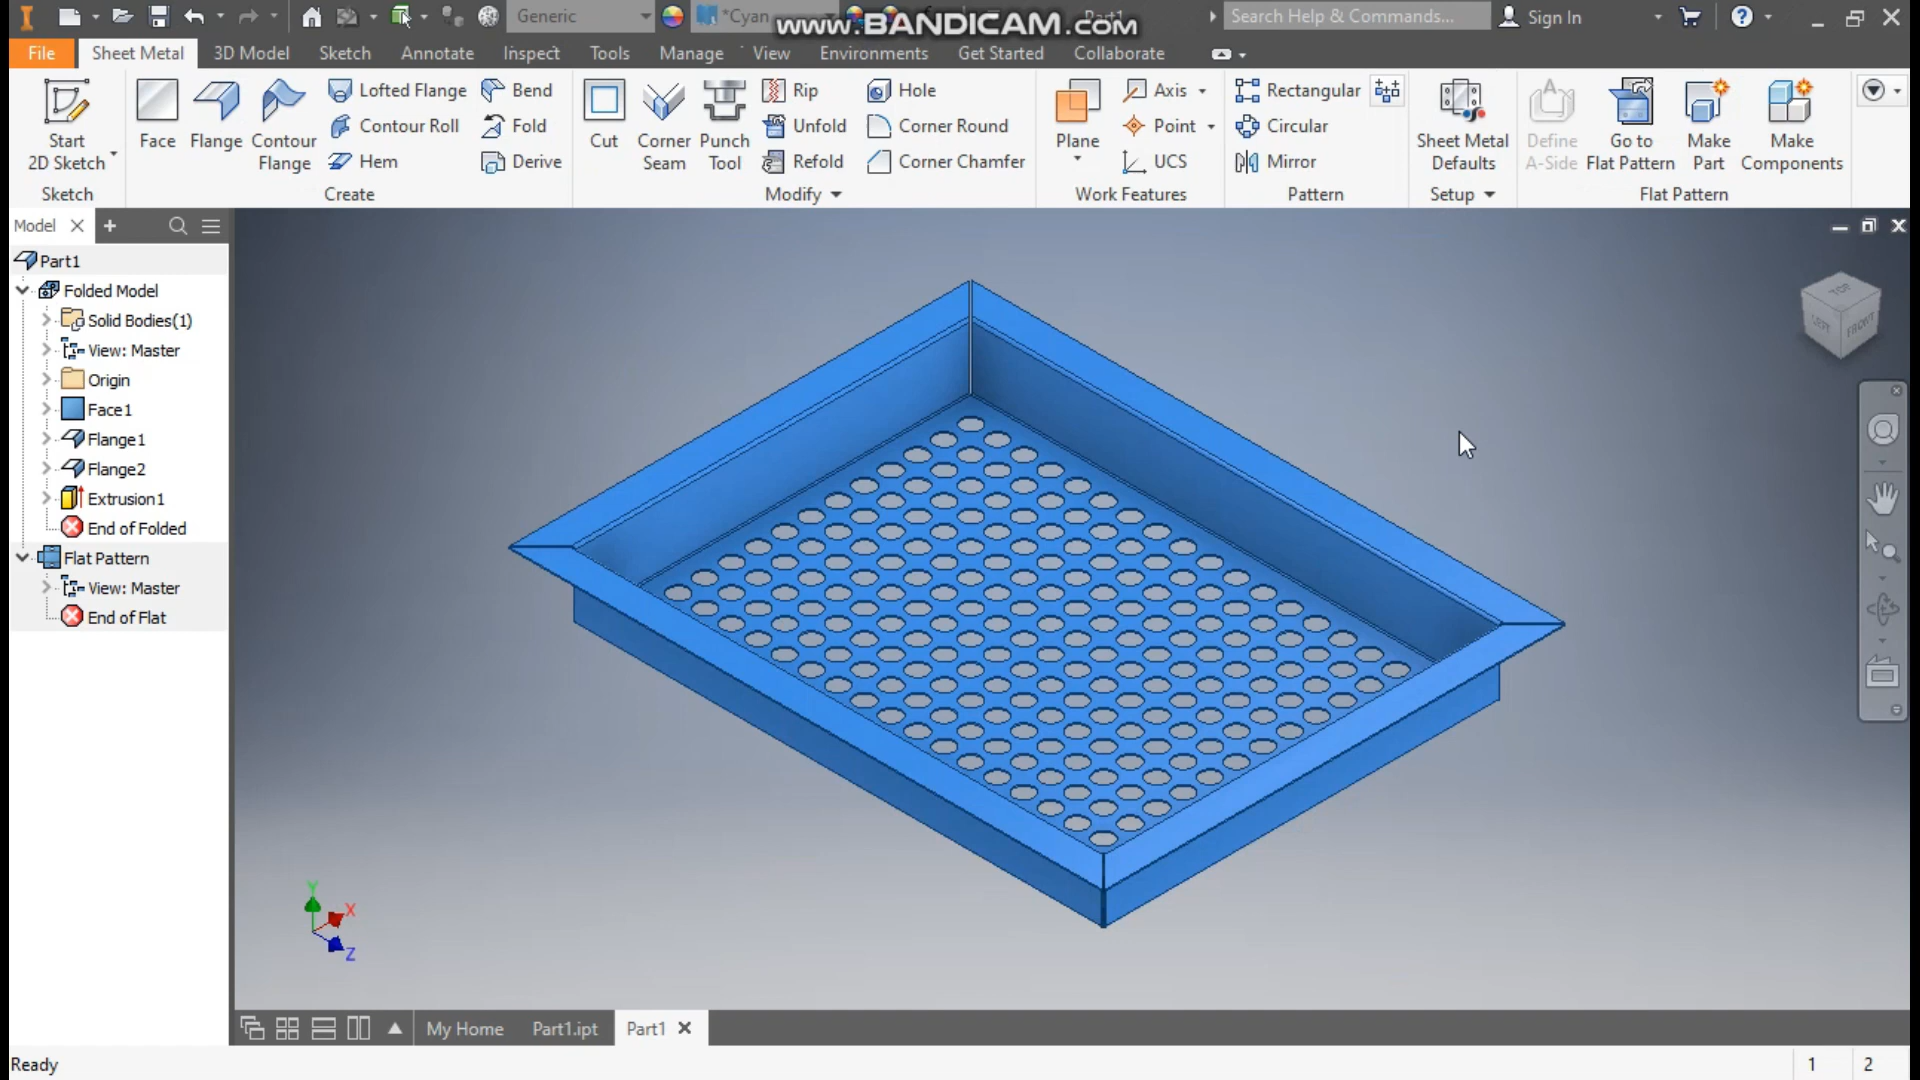 Generic
*Cyan
www.BANDICAM.com
Search Help & Commands...
Sign In
File
Sheet Metal
3D Model
Sketch
Annotate
Inspect
Tools
Manage
View
Environments
Get Started
Collaborate
Start
2D Sketch
Sketch
Face
Flange
Contour
Flange
Lofted Flange
Contour Roll
Hem
Bend
Fold
Derive
Create
Cut
Corner
Seam
Punch
Tool
Rip
Unfold
Refold
Hole
Corner Round
Corner Chamfer
Modify
Plane
Axis
Point
UCS
Work Features
Rectangular
Circular
Mirror
Pattern
Sheet Metal
Defaults
Setup
Define
A-Side
Go to
Flat Pattern
Make
Part
Make
Components
Flat Pattern
Model
Part1
Folded Model
Solid Bodies(1)
View: Master
Origin
Face1
Flange1
Flange2
Extrusion1
End of Folded
Flat Pattern
View: Master
End of Flat
TOP
LEFT
FRONT
Y
X
Z
My Home
Part1.ipt
Part1
Ready
1
2